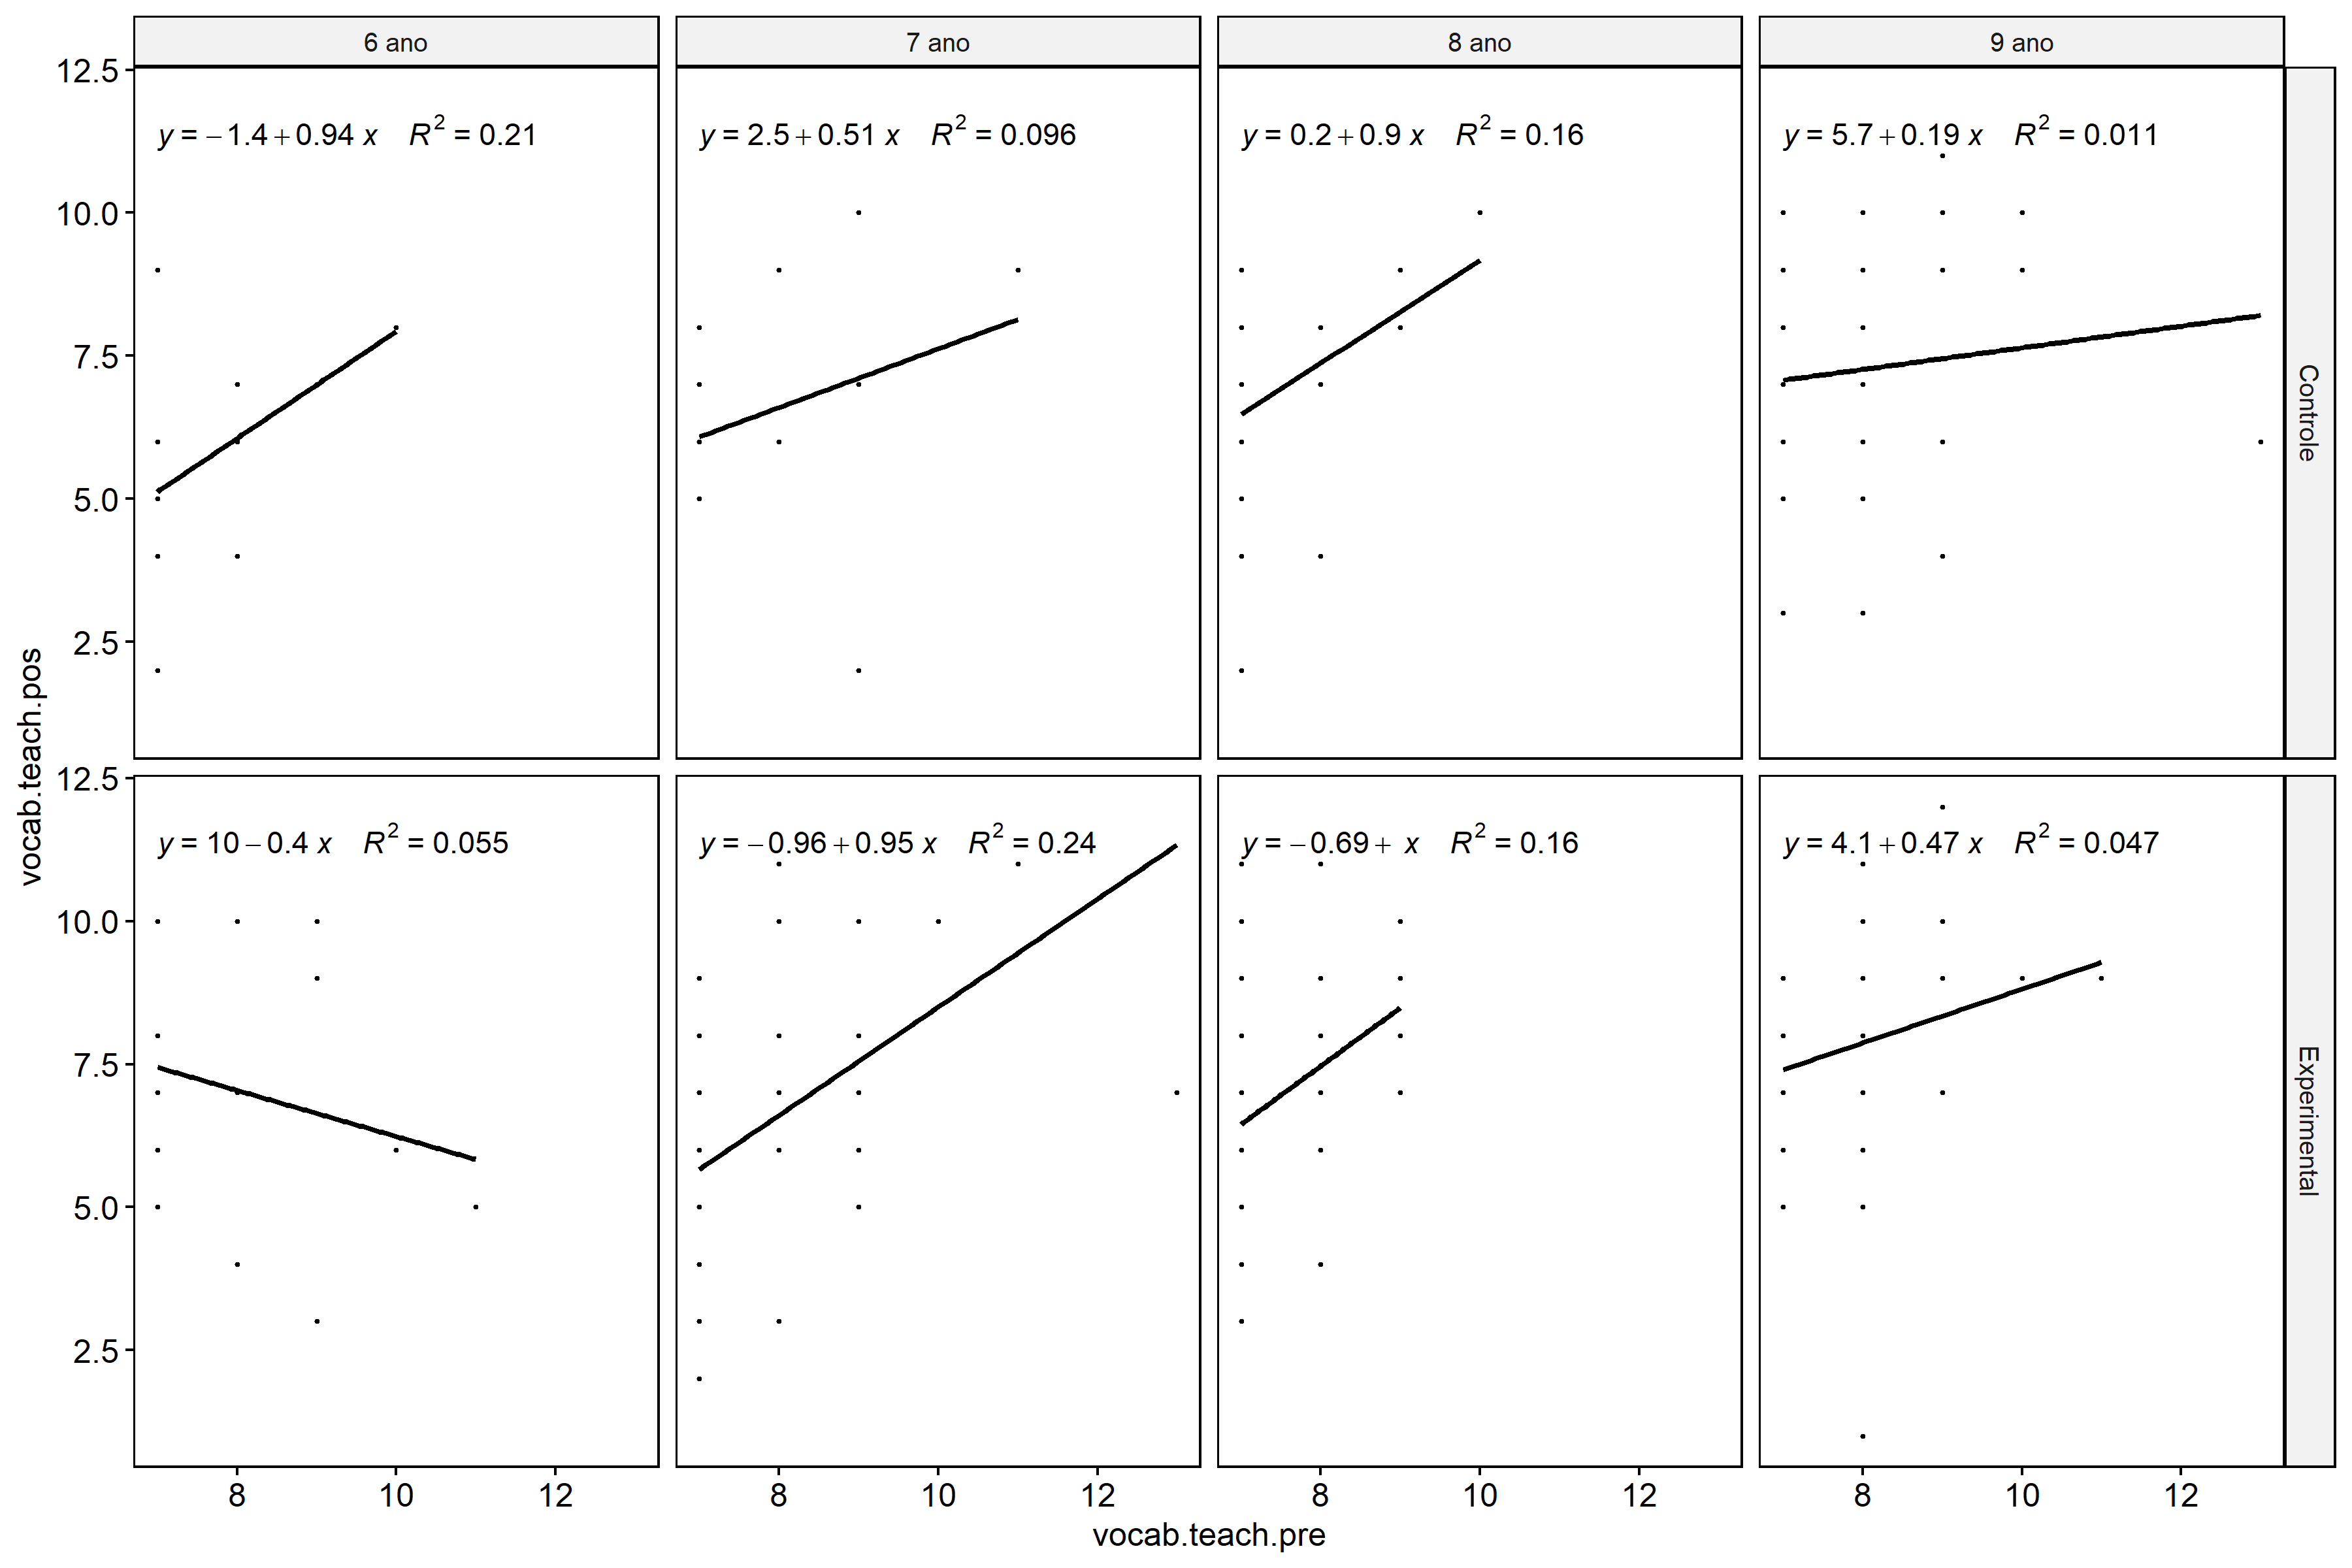 6 ano 7 ano 8 ano 9 ano
12.5
y = −1.4 + 0.94 x R² = 0.21
y = 2.5 + 0.51 x R² = 0.096
y = 0.2 + 0.9 x R² = 0.16
y = 5.7 + 0.19 x R² = 0.011
10.0
7.5
5.0
2.5
Controle
vocab.teach.pos
12.5
y = 10 − 0.4 x R² = 0.055
y = −0.96 + 0.95 x R² = 0.24
y = −0.69 + x R² = 0.16
y = 4.1 + 0.47 x R² = 0.047
10.0
7.5
5.0
2.5
Experimental
8 10 12 8 10 12 8 10 12 8 10 12
vocab.teach.pre